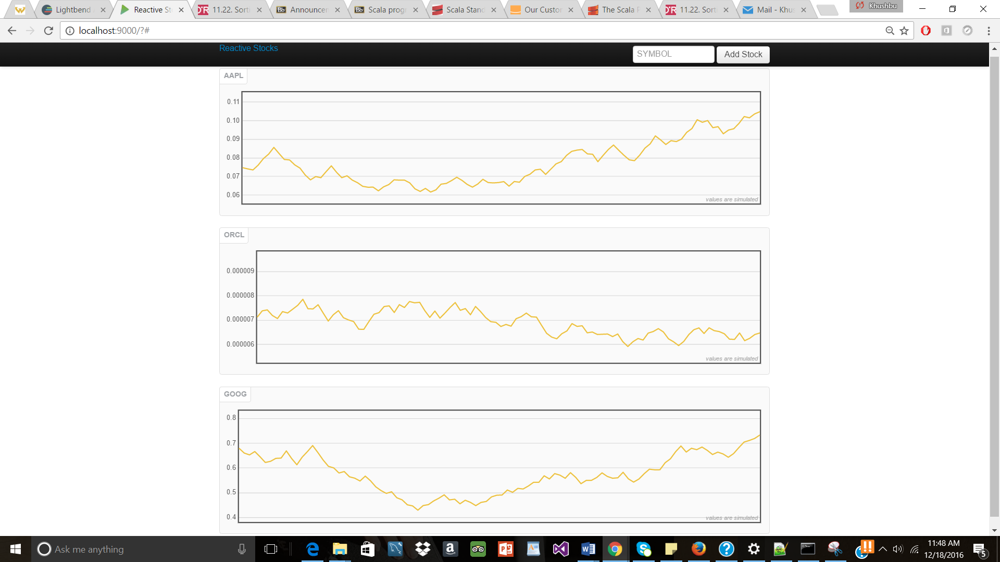 Lightbend
Reactive St
11.22. Sorti
Announcem
Scala progr
Scala Stand
Our Custo
The Scala
11.22. Sorti
Mail - Khus
Khushbu
localhost:9000/?#
Reactive Stocks
SYMBOL
Add Stock
AAPL
0.11
0.10
0.09
0.08
0.07
0.06
values are simulated
ORCL
0.000009
0.000008
0.000007
0.000006
values are simulated
GOOG
0.8
0.7
0.6
0.5
0.4
values are simulated
Ask me anything
11:48 AM
12/18/2016
5